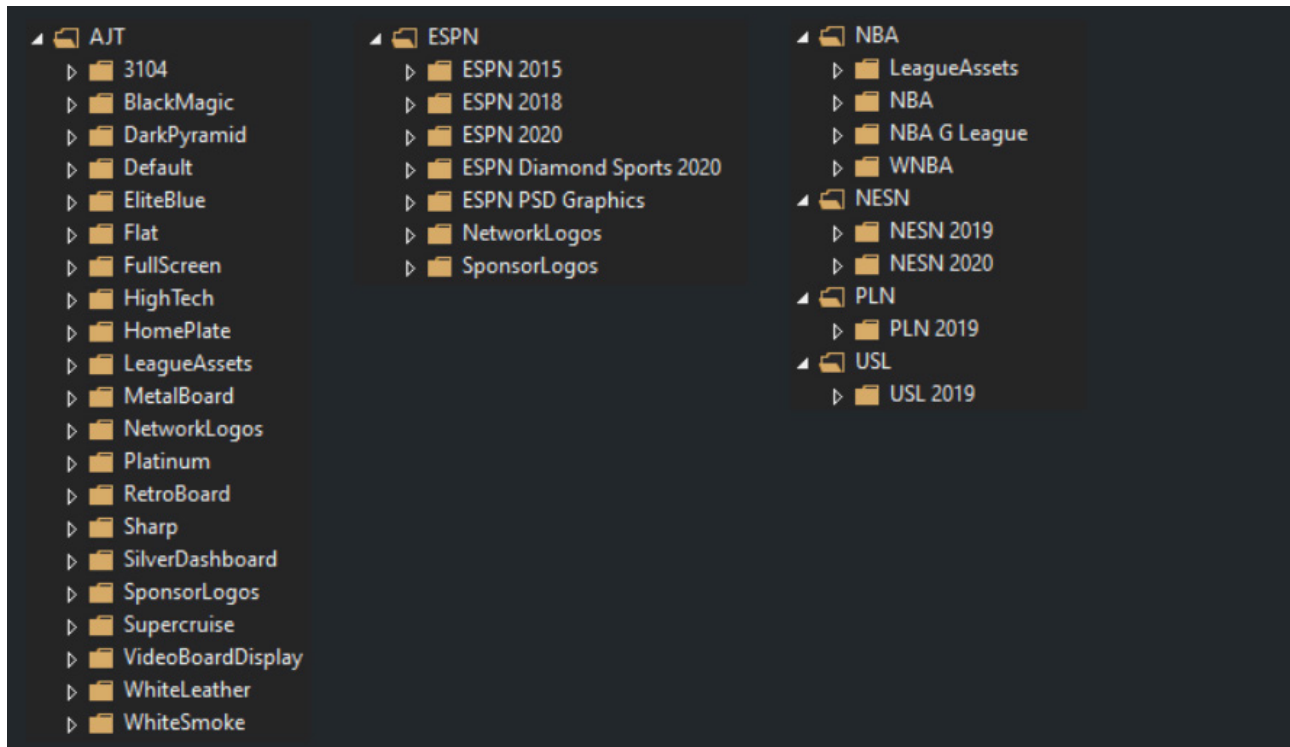 AJT
3104
BlackMagic
DarkPyramid
Default
EliteBlue
Flat
FullScreen
HighTech
HomePlate
LeagueAssets
MetalBoard
NetworkLogos
Platinum
RetroBoard
Sharp
SilverDashboard
SponsorLogos
Supercruise
VideoBoardDisplay
WhiteLeather
WhiteSmoke
ESPN
ESPN 2015
ESPN 2018
ESPN 2020
ESPN Diamond Sports 2020
ESPN PSD Graphics
NetworkLogos
SponsorLogos
NBA
LeagueAssets
NBA
NBA G League
WNBA
NESN
NESN 2019
NESN 2020
PLN
PLN 2019
USL
USL 2019